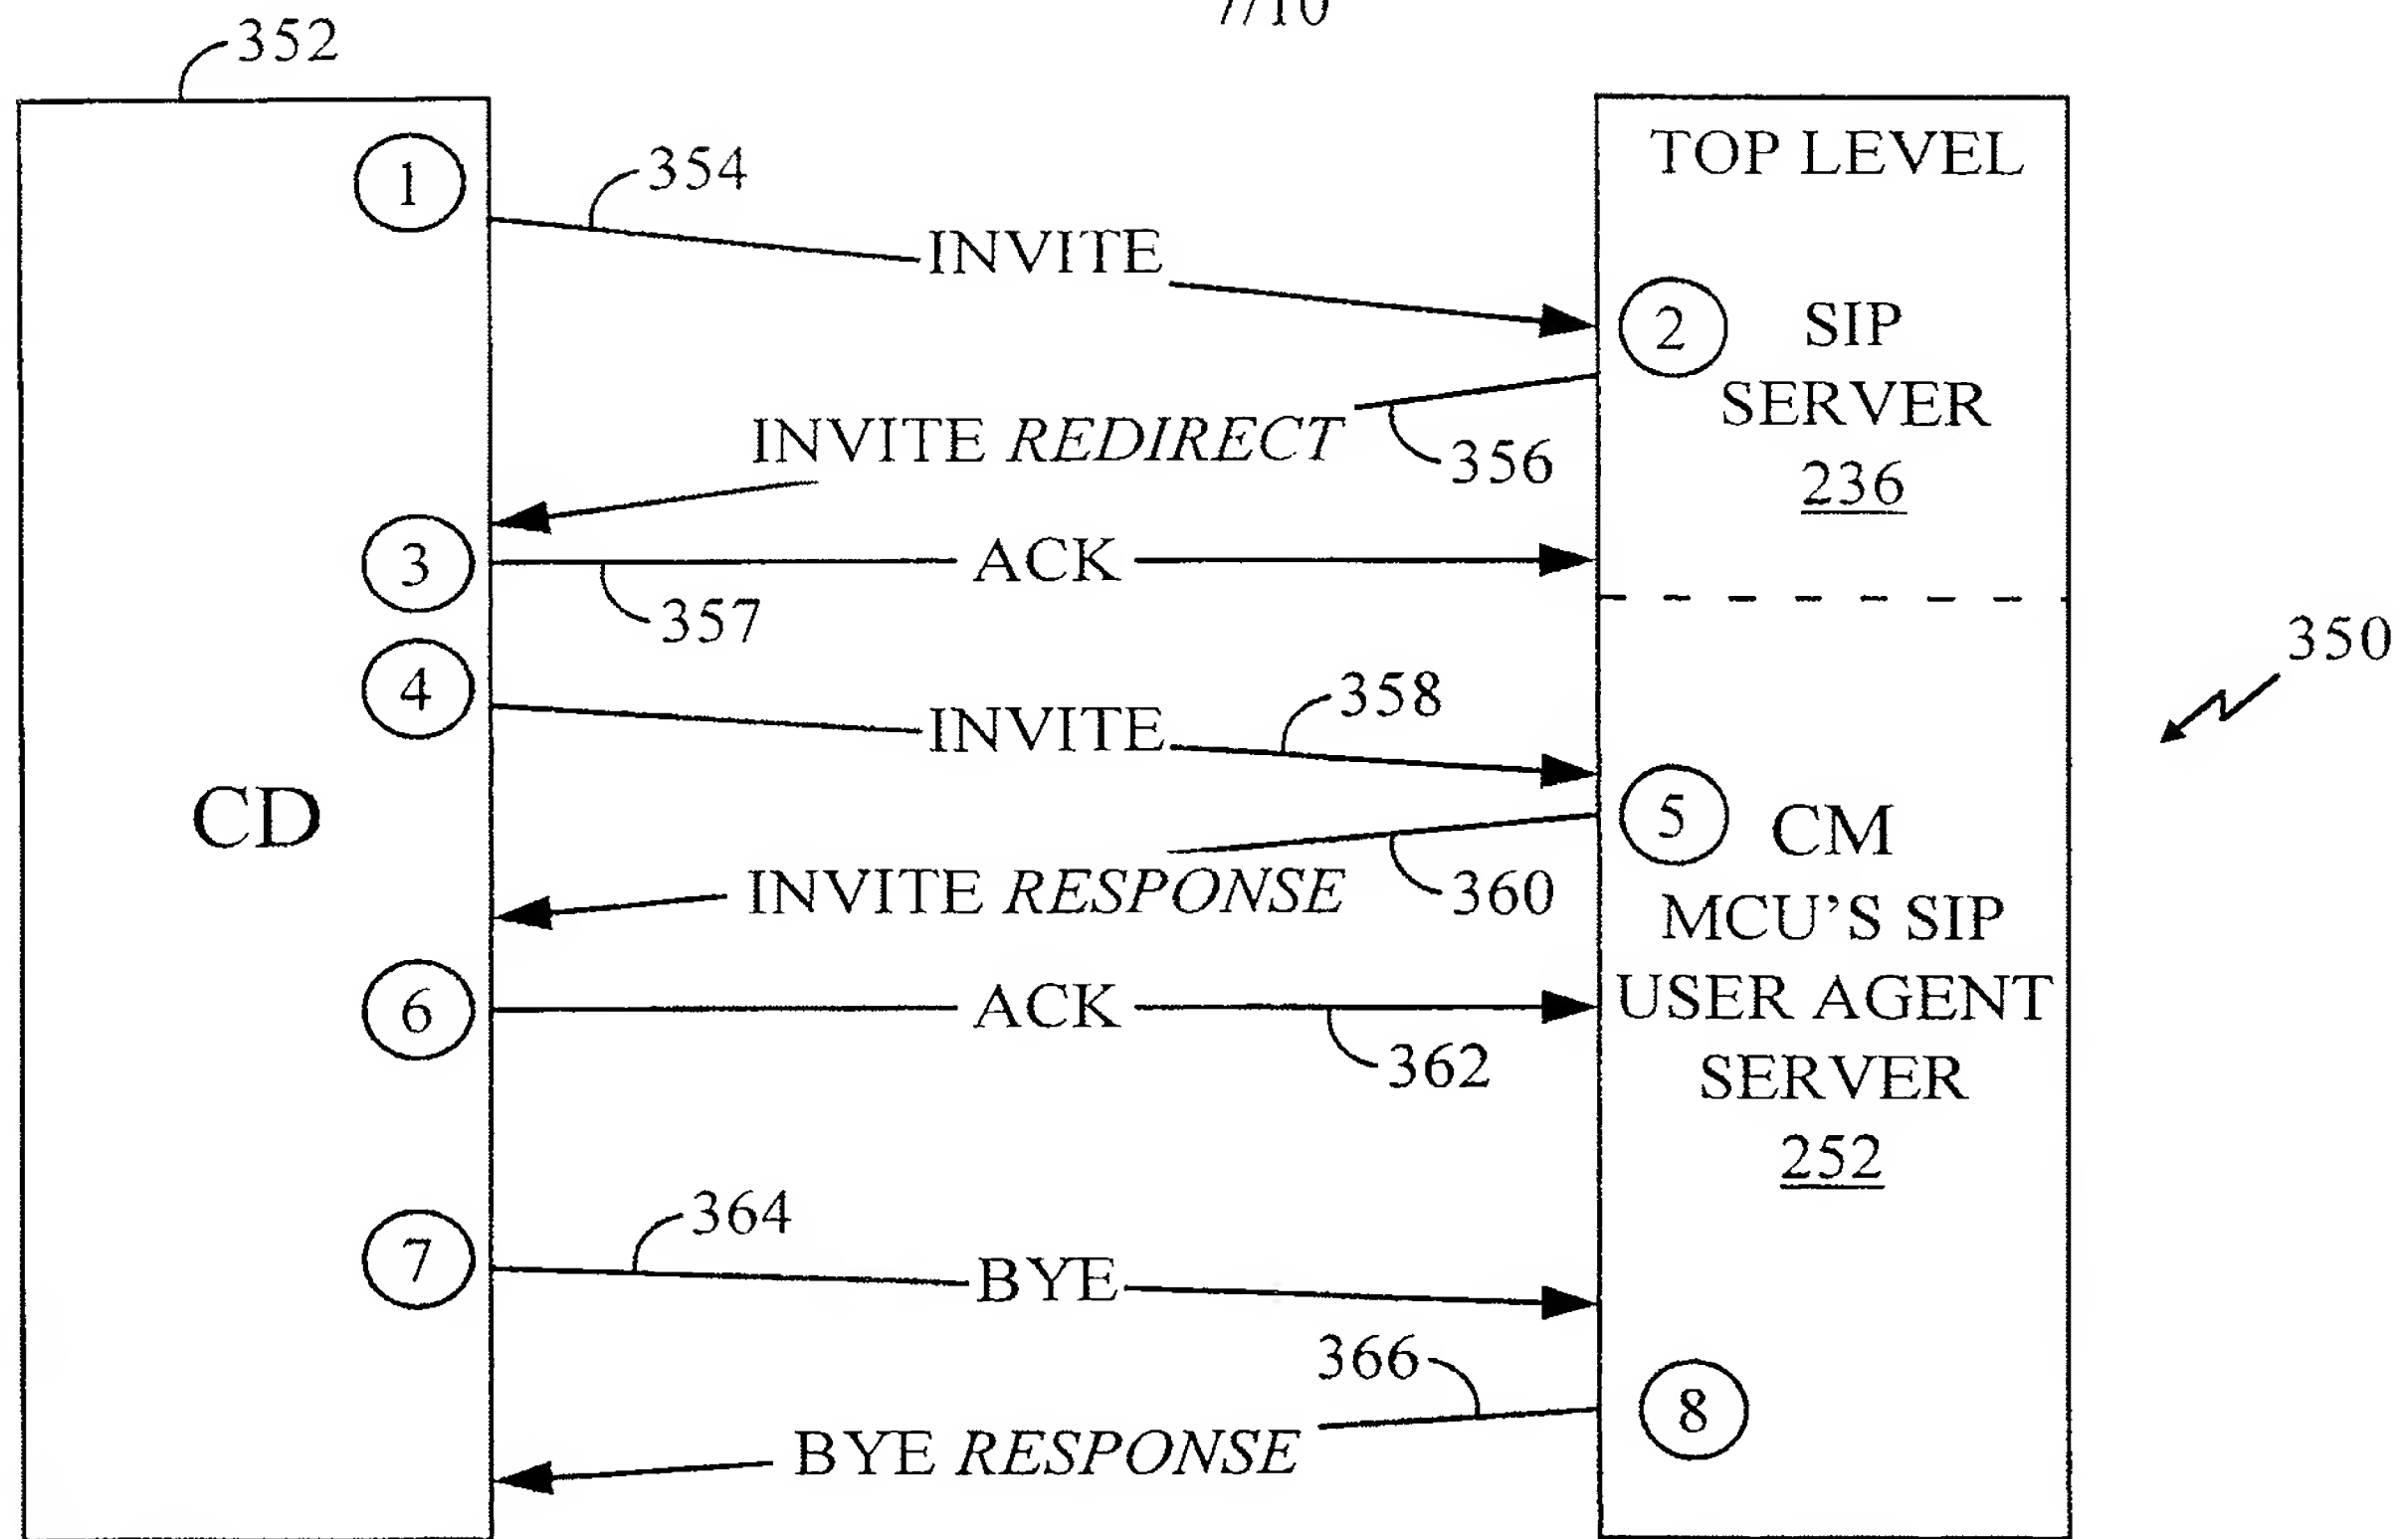 7/10
352
TOP LEVEL
1
354
INVITE
2
SIP
SERVER
236
INVITE REDIRECT
356
3
ACK
357
350
4
358
INVITE
CD
5
CM
MCU'S SIP
USER AGENT
SERVER
252
INVITE RESPONSE
360
6
ACK
362
7
364
BYE
366
8
BYE RESPONSE